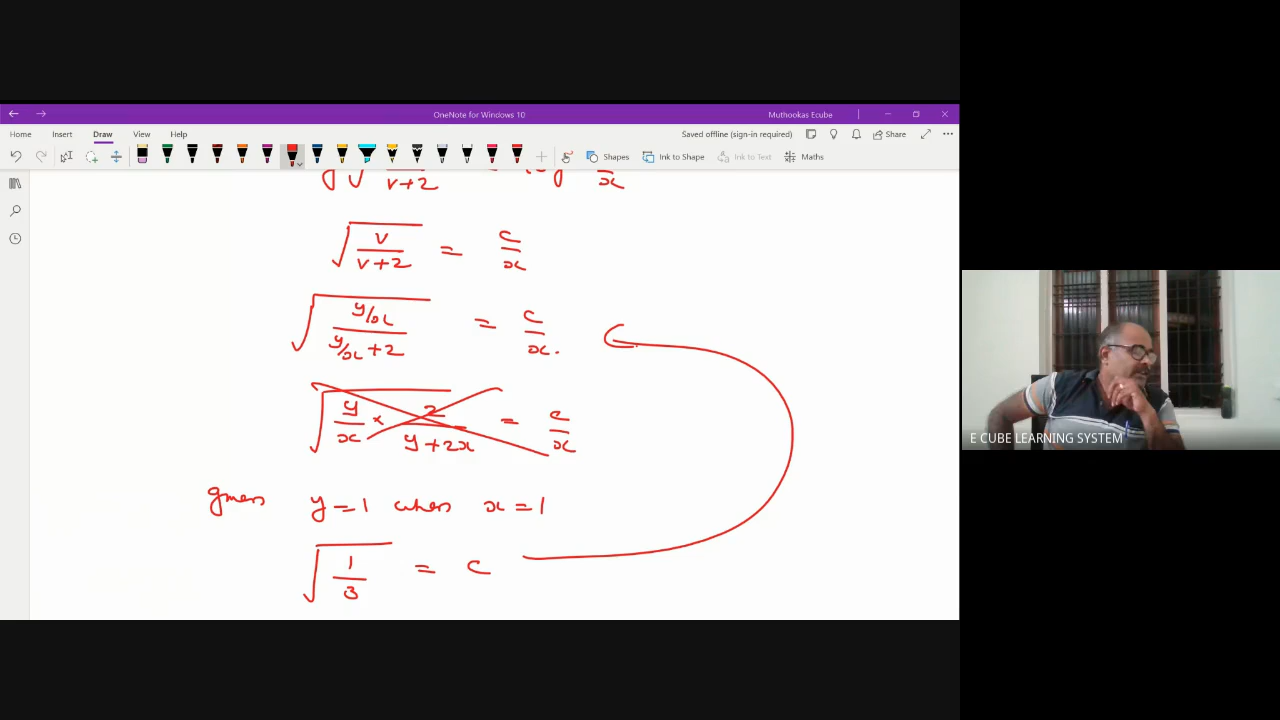 OneNote for Windows 10
Muthookas Ecube
Home Insert Draw View Help
Saved offline (sign-in required) Share
Shapes Ink to Shape Ink to Text Maths
v+2 x
√(v/(v+2)) = c/x
√((y/x)/(y/x+2)) = c/x.
√(y/x × x/(y+2x)) = c/x
given y=1 when x=1
√(1/3) = c
E CUBE LEARNING SYSTEM